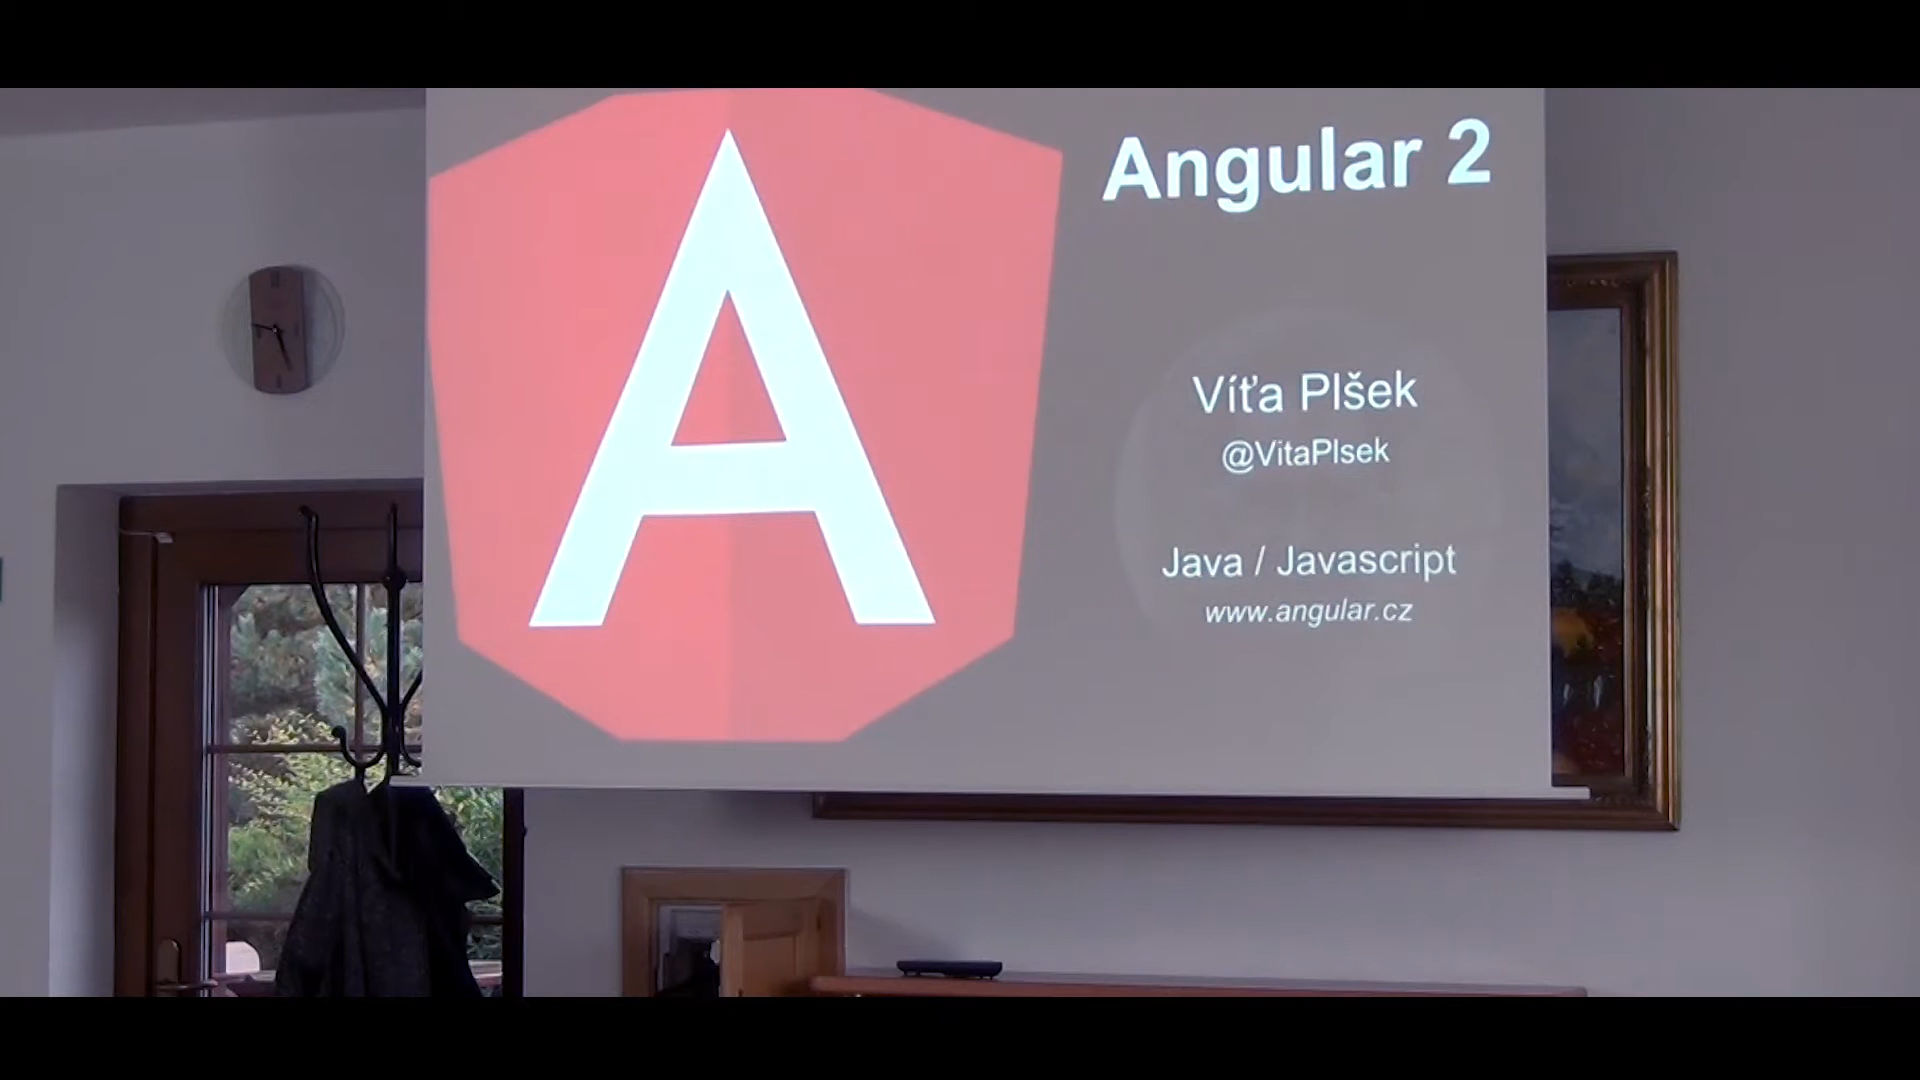 A
Angular 2
Víťa Plšek
@VitaPlsek
Java / Javascript
www.angular.cz